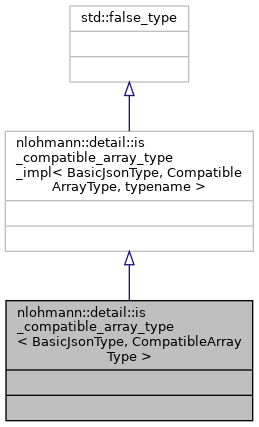 std::false_type
nlohmann::detail::is
_compatible_array_type
_impl< BasicJsonType, Compatible
ArrayType, typename >
nlohmann::detail::is
_compatible_array_type
< BasicJsonType, CompatibleArray
Type >